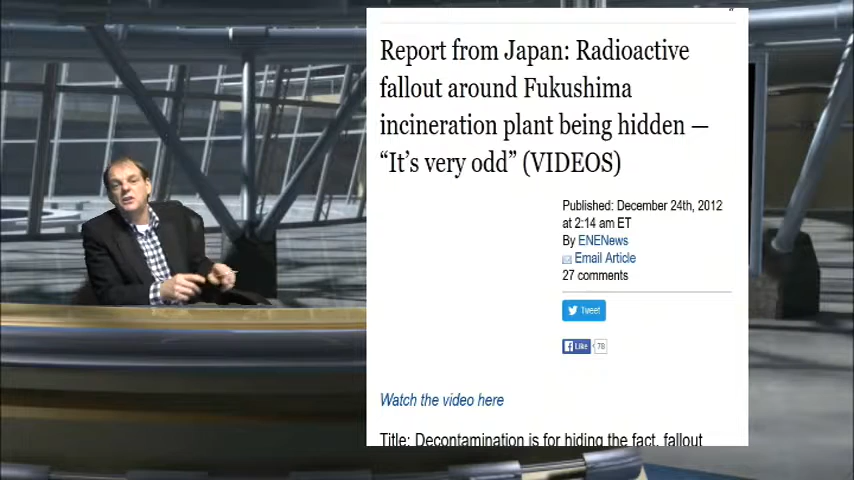 Report from Japan: Radioactive
fallout around Fukushima
incineration plant being hidden —
“It’s very odd” (VIDEOS)
Published: December 24th, 2012
at 2:14 am ET
By ENENews
Email Article
27 comments
Tweet
Like 78
Watch the video here
Title: Decontamination is for hiding the fact, fallout